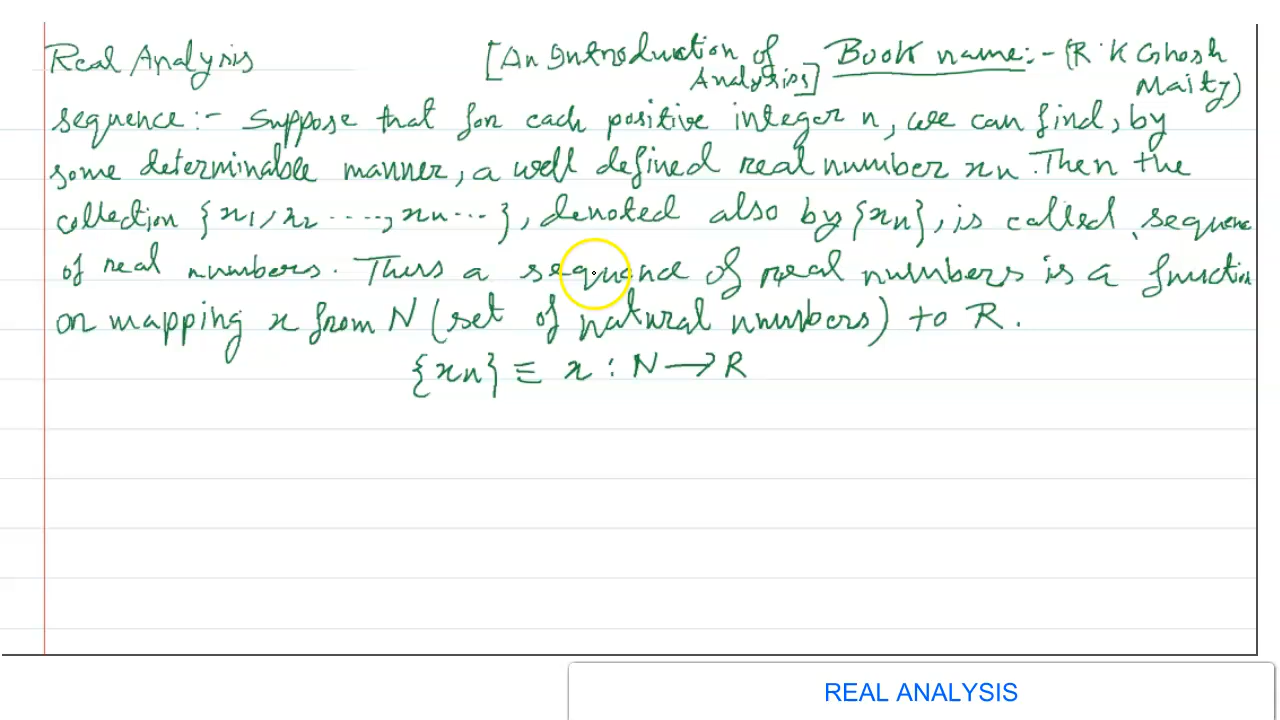 Real Analysis [An Introduction of Analysis] Book name:- (R.K Ghosh Maity)
sequence:- Suppose that for each positive integer n, we can find, by
some determinable manner, a well defined real number xn. Then the
collection {x1, x2 ....., xn ...}, denoted also by {xn}, is called sequence
of real numbers. Thus a sequence of real numbers is a function
or mapping x from N (set of natural numbers) to R.
{xn} ≡ x : N → R
REAL ANALYSIS